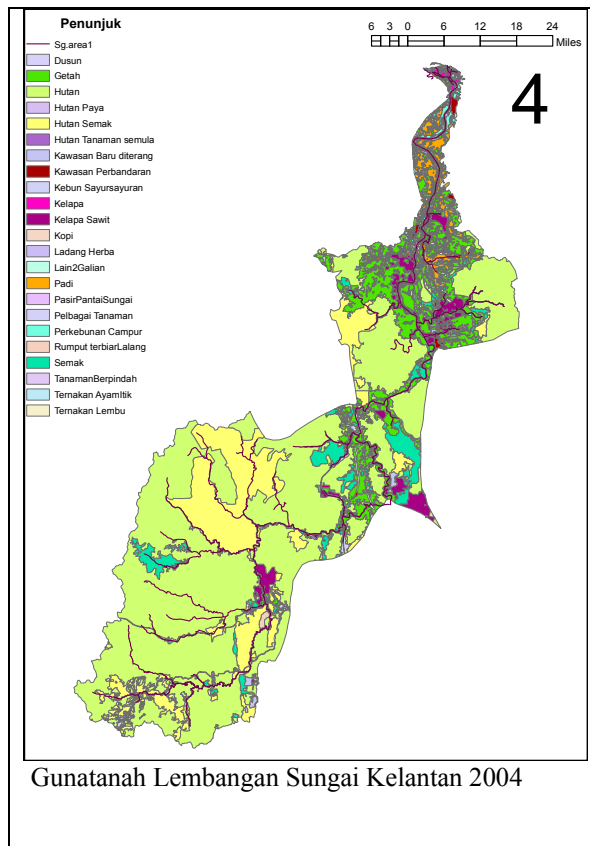 Penunjuk
Sg.area1
Dusun
Getah
Hutan
Hutan Paya
Hutan Semak
Hutan Tanaman semula
Kawasan Baru diterang
Kawasan Perbandaran
Kebun Sayursayuran
Kelapa
Kelapa Sawit
Kopi
Ladang Herba
Lain2Galian
Padi
PasirPantaiSungai
Pelbagai Tanaman
Perkebunan Campur
Rumput terbiarLalang
Semak
TanamanBerpindah
Ternakan AyamItik
Ternakan Lembu
6 3 0 6 12 18 24
Miles
4
Gunatanah Lembangan Sungai Kelantan 2004